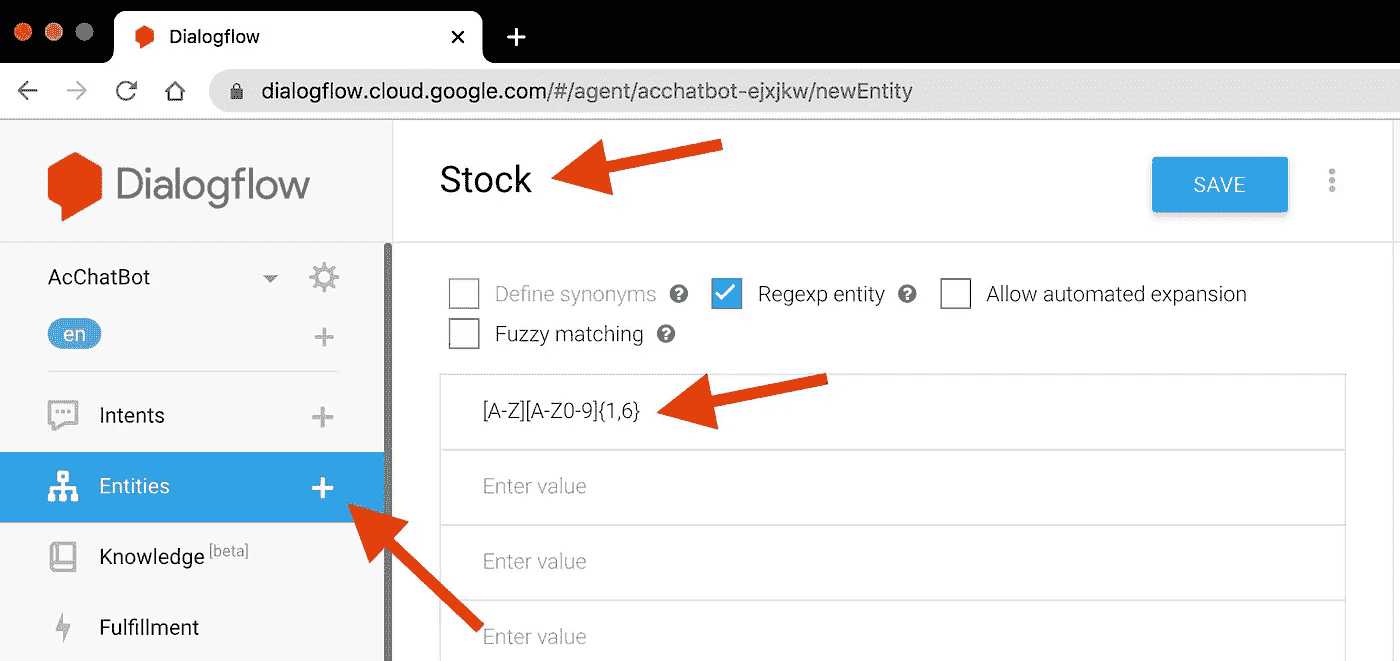 Dialogflow
dialogflow.cloud.google.com/#/agent/acchatbot-ejxjkw/newEntity
Dialogflow
Stock
SAVE
AcChatBot
en
Define synonyms
Regexp entity
Allow automated expansion
Fuzzy matching
Intents
[A-Z][A-Z0-9]{1,6}
Entities
Enter value
Knowledge [beta]
Enter value
Fulfillment
Enter value